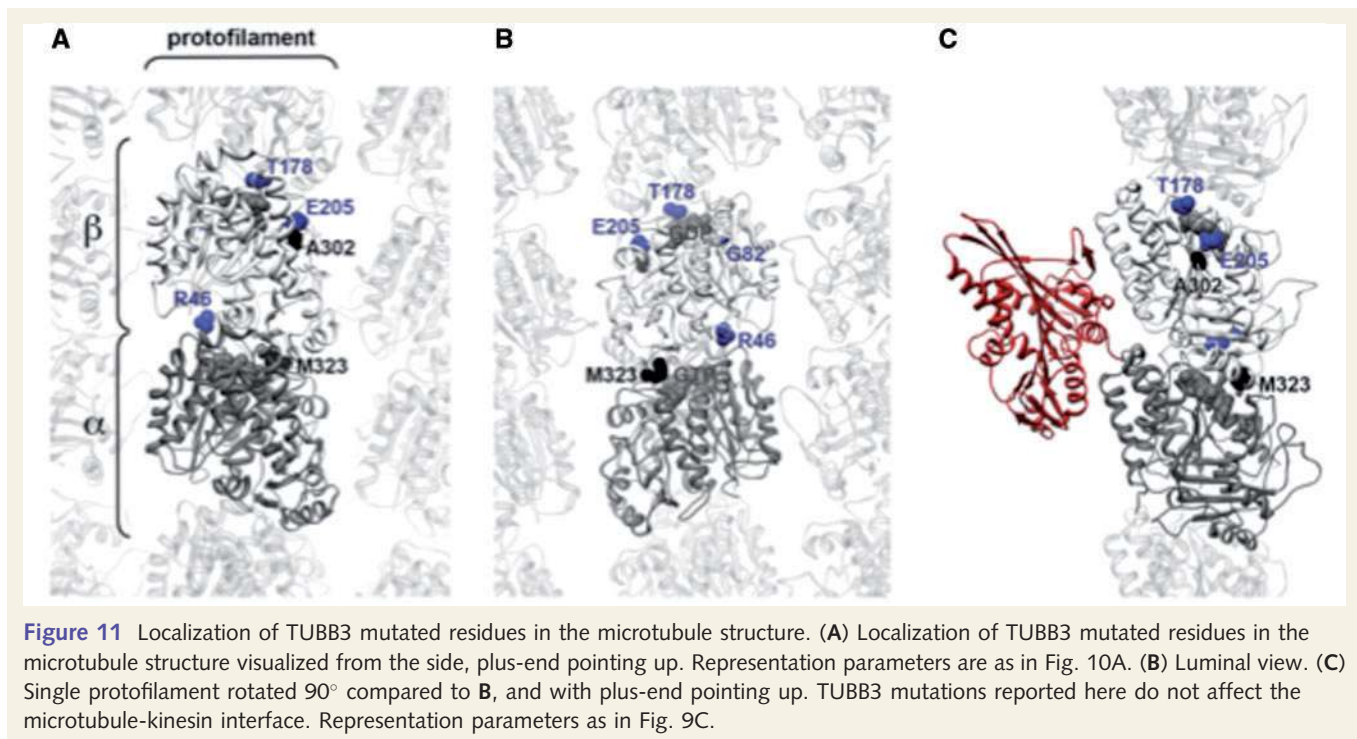 A
protofilament
B
C
T178
E205
A302
β
R46
M323
α
T178
E205
GDP
G82
R46
M323
GTP
T178
E205
A302
M323
Figure 11 Localization of TUBB3 mutated residues in the microtubule structure. (A) Localization of TUBB3 mutated residues in the
microtubule structure visualized from the side, plus-end pointing up. Representation parameters are as in Fig. 10A. (B) Luminal view. (C)
Single protofilament rotated 90° compared to B, and with plus-end pointing up. TUBB3 mutations reported here do not affect the
microtubule-kinesin interface. Representation parameters as in Fig. 9C.